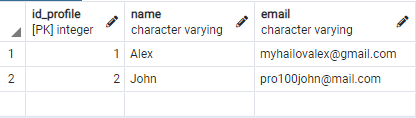 id_profile name email
[PK] integer character varying character varying
1 1 Alex myhailovalex@gmail.com
2 2 John pro100john@mail.com